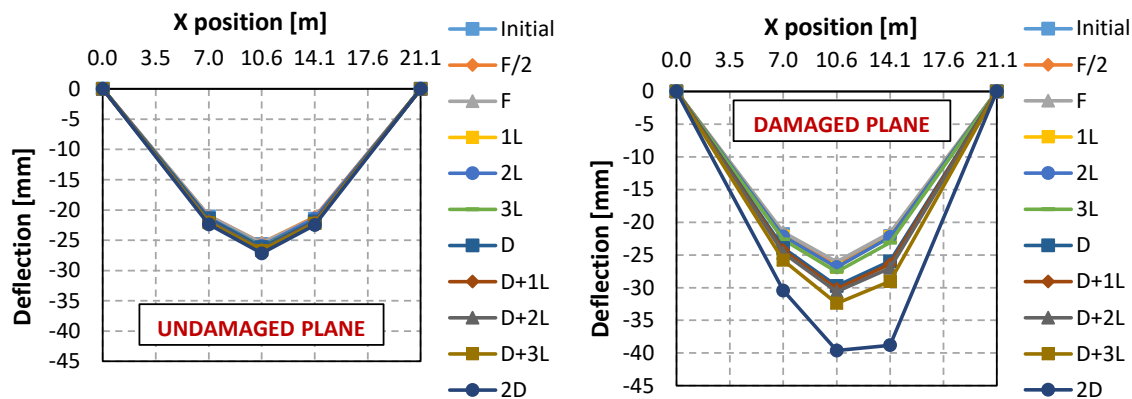 X position [m]
0.0 3.5 7.0 10.6 14.1 17.6 21.1
Deflection [mm]
0
-5
-10
-15
-20
-25
-30
-35
-40
-45
UNDAMAGED PLANE
Initial
F/2
F
1L
2L
3L
D
D+1L
D+2L
D+3L
2D
X position [m]
0.0 3.5 7.0 10.6 14.1 17.6 21.1
Deflection [mm]
0
-5
-10
-15
-20
-25
-30
-35
-40
-45
DAMAGED PLANE
Initial
F/2
F
1L
2L
3L
D
D+1L
D+2L
D+3L
2D